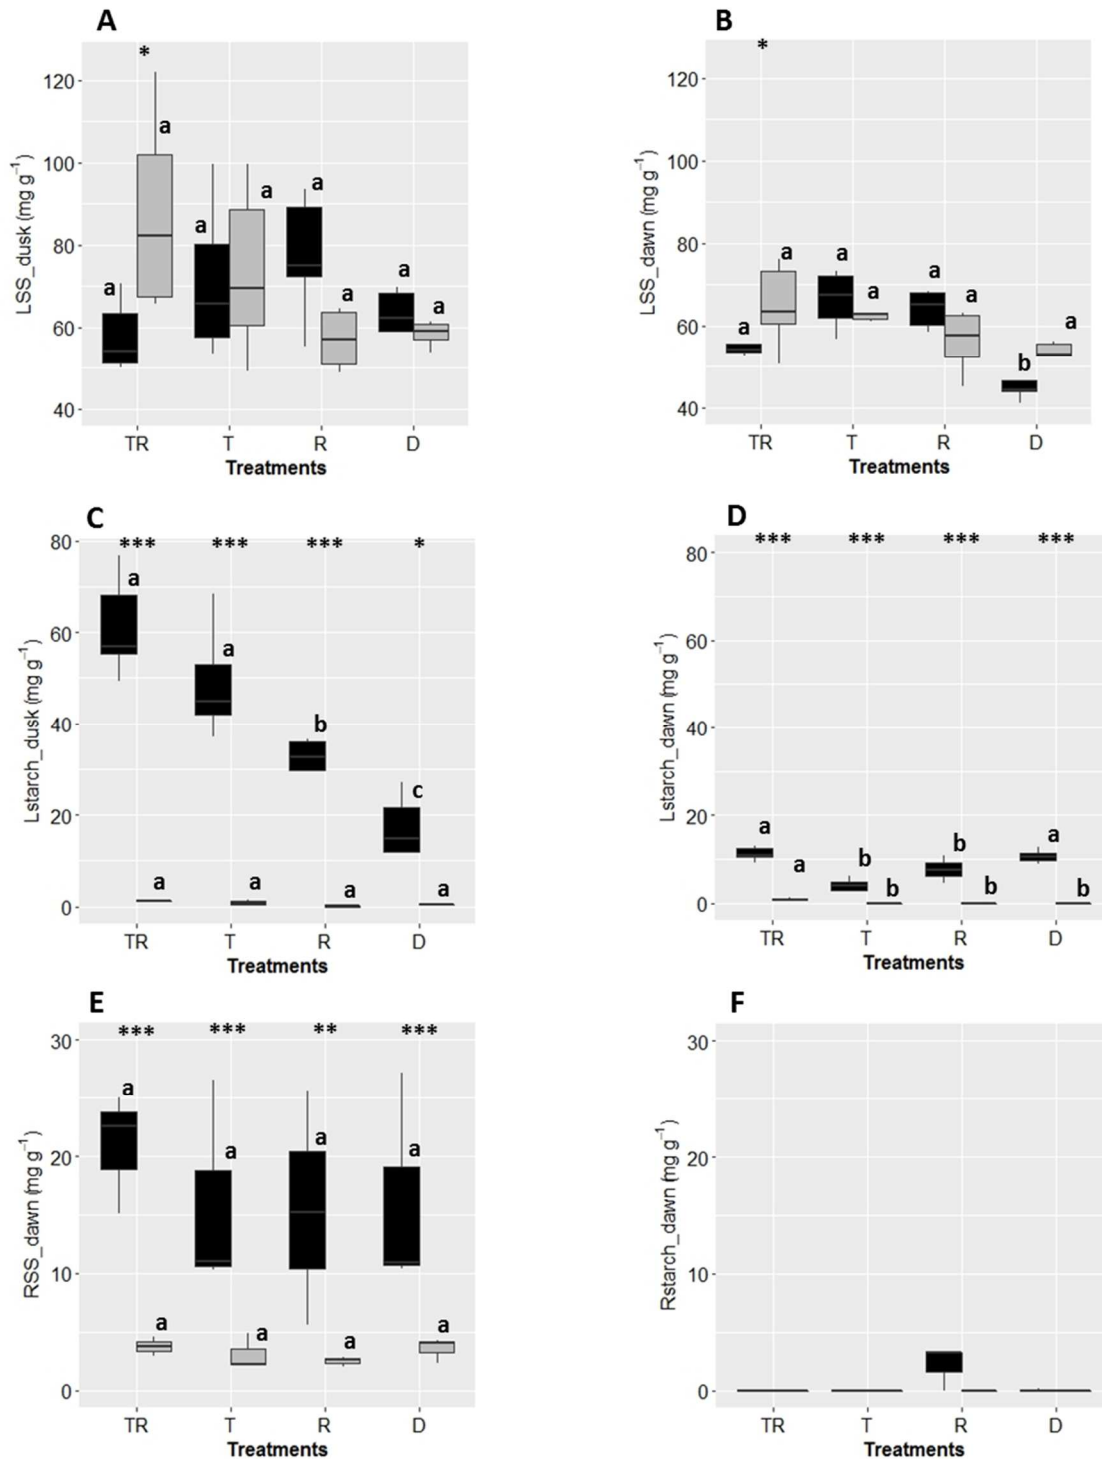 A
*
120
a
100
a
a
a
80
a
a
a
a
60
40
LSS_dusk (mg g⁻¹)
TR T R D
Treatments
B
*
120
100
80
a
a
a
a
a
a
a
b
60
40
LSS_dawn (mg g⁻¹)
TR T R D
Treatments
C
*** *** *** *
80
a
a
60
b
40
c
20
a a a a
0
Lstarch_dusk (mg g⁻¹)
TR T R D
Treatments
D
*** *** *** ***
80
60
40
20
a b b a
a b b b
0
Lstarch_dawn (mg g⁻¹)
TR T R D
Treatments
E
*** *** ** ***
30
a
a a a
20
10
a a a a
0
RSS_dawn (mg g⁻¹)
TR T R D
Treatments
F
30
20
10
0
Rstarch_dawn (mg g⁻¹)
TR T R D
Treatments